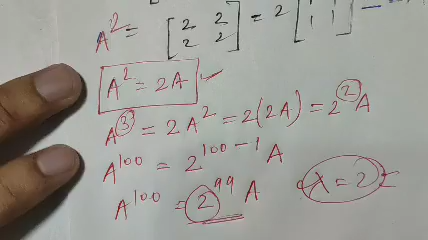 A² = [2 2; 2 2] = 2 [1 1; 1 1]
A² = 2A ✓
A³ = 2A² = 2(2A) = 2²A
A¹⁰⁰ = 2¹⁰⁰⁻¹ A
A¹⁰⁰ = 2⁹⁹ A
λ = 2